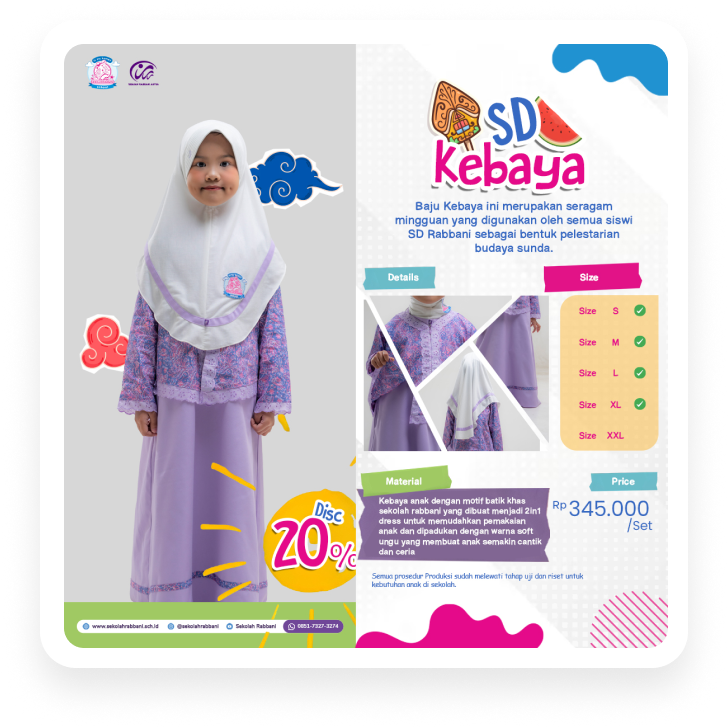 SD
Kebaya
Baju Kebaya ini merupakan seragam
mingguan yang digunakan oleh semua siswi
SD Rabbani sebagai bentuk pelestarian
budaya sunda.
Details
Size
Size S
Size M
Size L
Size XL
Size XXL
Material
Kebaya anak dengan motif batik khas
sekolah rabbani yang dibuat menjadi 2in1
dress untuk memudahkan pemakaian
anak dan dipadukan dengan warna soft
ungu yang membuat anak semakin cantik
dan ceria
Price
Rp 345.000
/Set
Semua prosedur Produksi sudah melewati tahap uji dan riset untuk
kebutuhan anak di sekolah.
Disc
20%
www.sekolahrabbani.sch.id @sekolahrabbani Sekolah Rabbani 0851-7327-3274